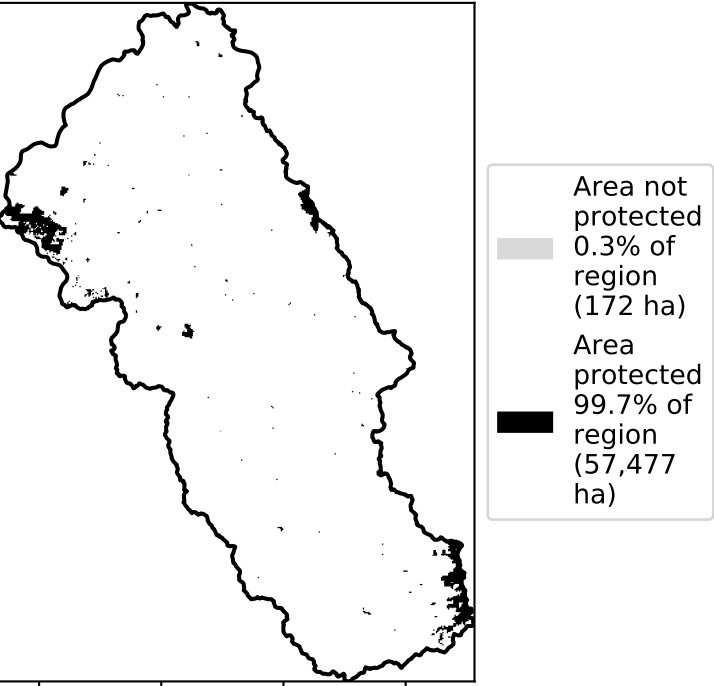 Area not
protected
0.3% of
region
(172 ha)
Area
protected
99.7% of
region
(57,477
ha)